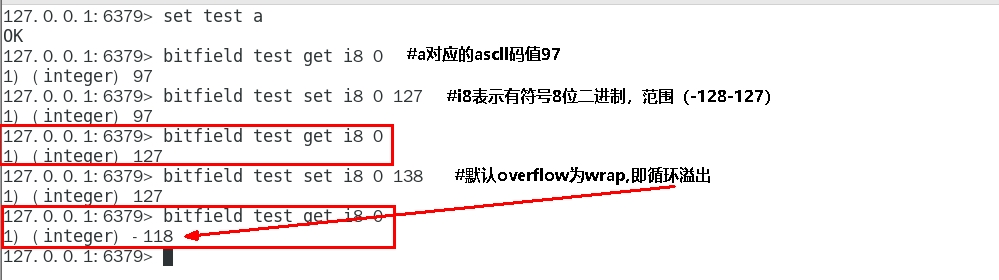 127.0.0.1:6379> set test a
OK
127.0.0.1:6379> bitfield test get i8 0 #a对应的ascll码值97
1) (integer) 97
127.0.0.1:6379> bitfield test set i8 0 127 #i8表示有符号8位二进制，范围（-128-127）
1) (integer) 97
127.0.0.1:6379> bitfield test get i8 0
1) (integer) 127
127.0.0.1:6379> bitfield test set i8 0 138 #默认overflow为wrap,即循环溢出
1) (integer) 127
127.0.0.1:6379> bitfield test get i8 0
1) (integer) -118
127.0.0.1:6379>